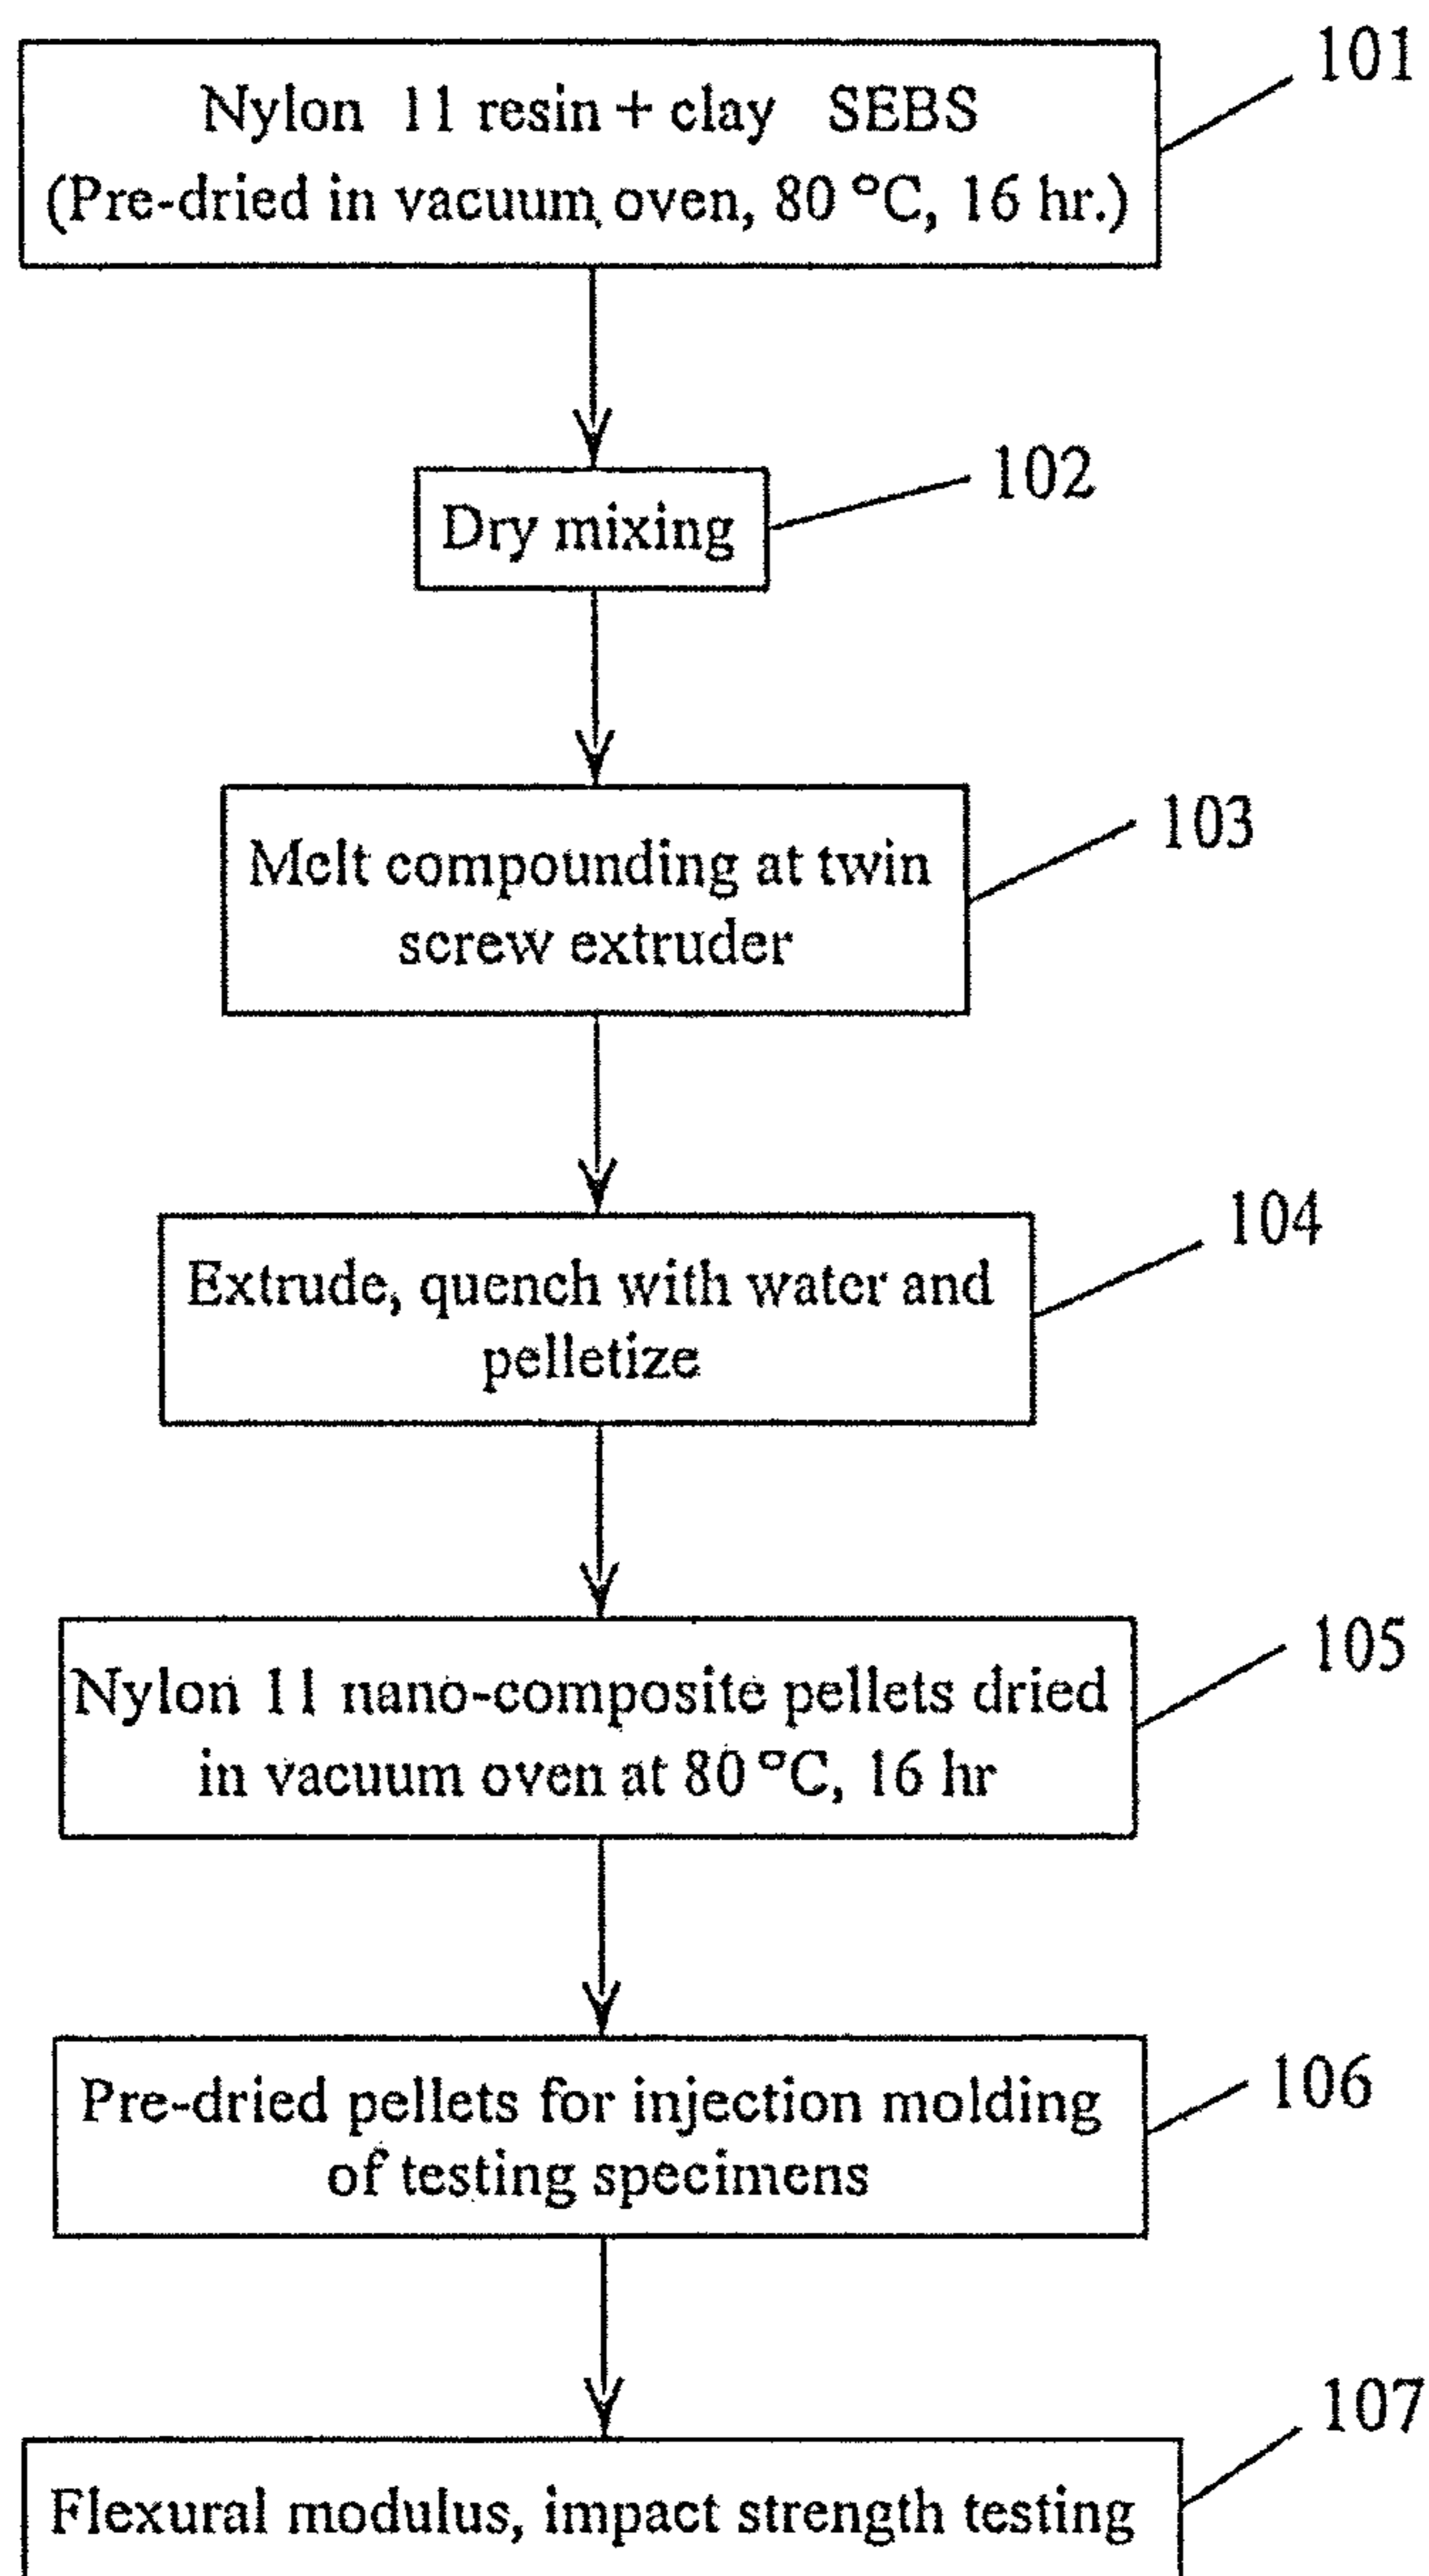 101
Nylon 11 resin + clay SEBS
(Pre-dried in vacuum oven, 80 °C, 16 hr.)
102
Dry mixing
103
Melt compounding at twin
screw extruder
104
Extrude, quench with water and
pelletize
105
Nylon 11 nano-composite pellets dried
in vacuum oven at 80 °C, 16 hr
106
Pre-dried pellets for injection molding
of testing specimens
107
Flexural modulus, impact strength testing